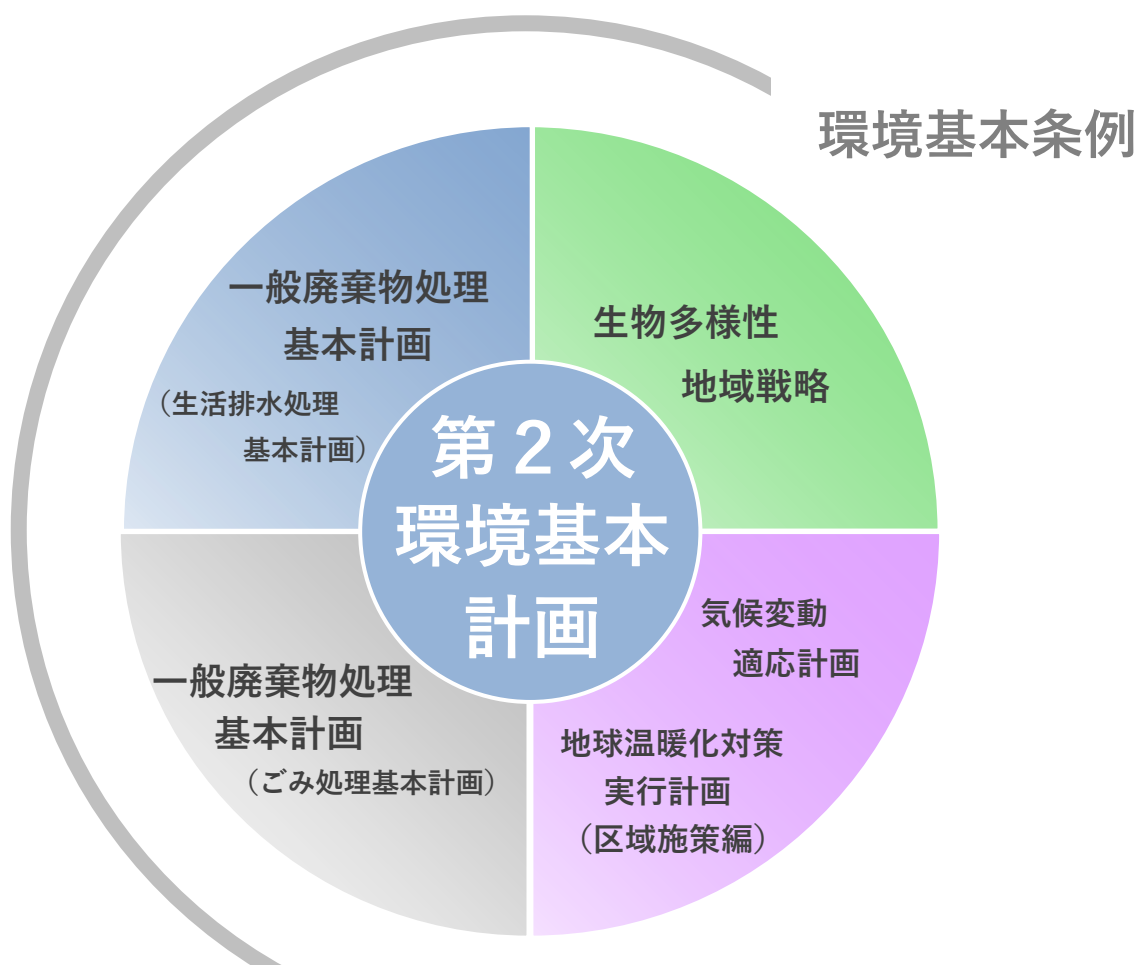 環境基本条例
一般廃棄物処理
基本計画
（生活排水処理
基本計画）
生物多様性
地域戦略
第２次
環境基本
計画
気候変動
適応計画
地球温暖化対策
実行計画
（区域施策編）
一般廃棄物処理
基本計画
（ごみ処理基本計画）